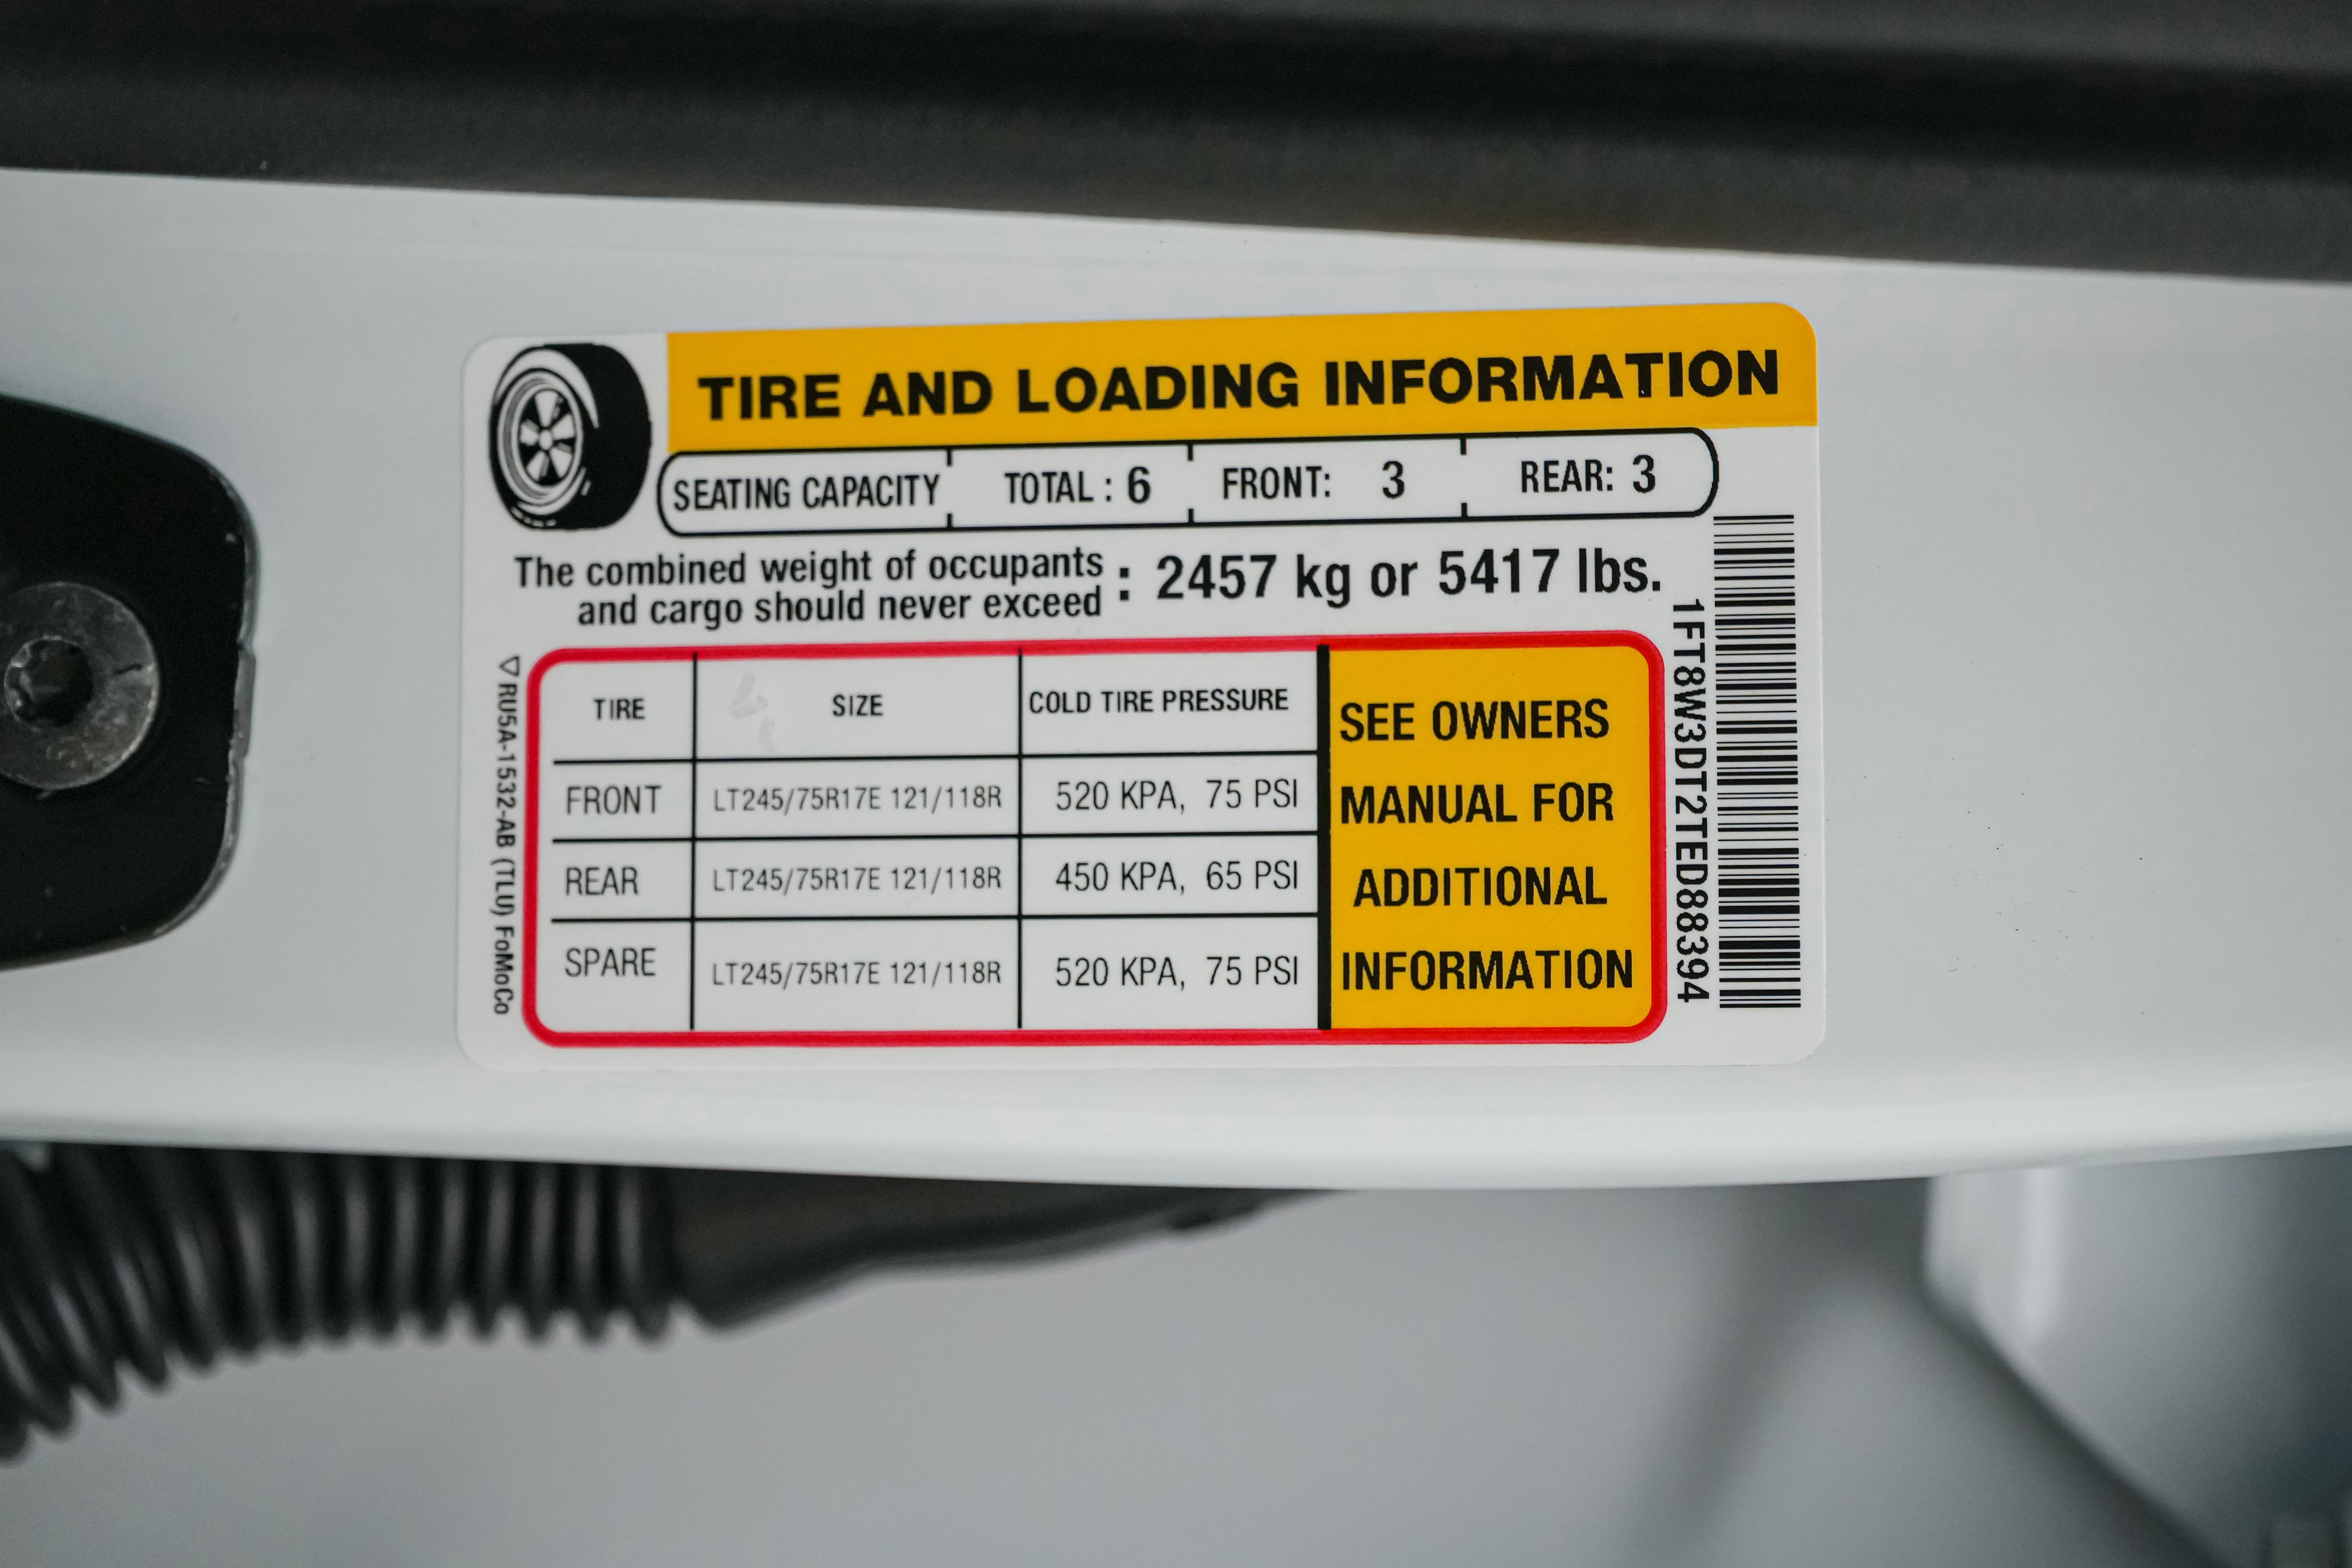 TIRE AND LOADING INFORMATION
SEATING CAPACITY TOTAL : 6 FRONT: 3 REAR: 3
The combined weight of occupants
and cargo should never exceed : 2457 kg or 5417 lbs.
TIRE SIZE COLD TIRE PRESSURE
FRONT LT245/75R17E 121/118R 520 KPA, 75 PSI
REAR LT245/75R17E 121/118R 450 KPA, 65 PSI
SPARE LT245/75R17E 121/118R 520 KPA, 75 PSI
SEE OWNERS
MANUAL FOR
ADDITIONAL
INFORMATION
RU5A-1532-AB (TLU) FoMoCo
1FT8W3DT2TED88394